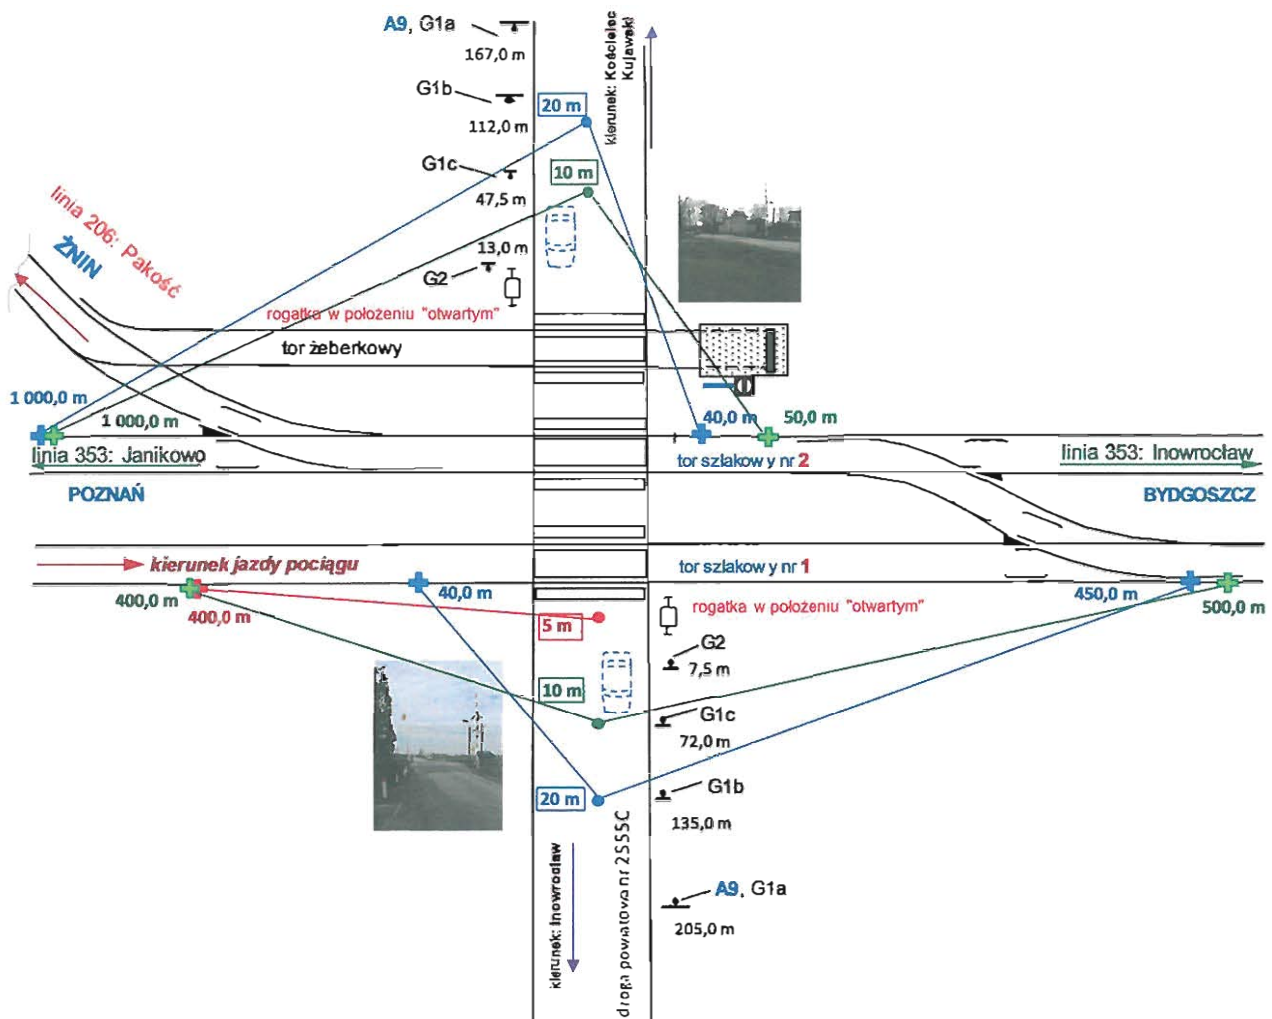 A9, G1a
167,0 m
G1b
112,0 m
20 m
kierunek: Kościelec
Kujawski
G1c
47,5 m
10 m
13,0 m
G2
linia 206: Pakość
ŻNIN
rogatka w położeniu "otwartym"
tor żeberkowy
1 000,0 m
1 000,0 m
40,0 m
50,0 m
linia 353: Janikowo
tor szlakowy nr 2
linia 353: Inowrocław
POZNAŃ
BYDGOSZCZ
kierunek jazdy pociągu
tor szlakowy nr 1
400,0 m
400,0 m
40,0 m
450,0 m
500,0 m
rogatka w położeniu "otwartym"
5 m
G2
7,5 m
10 m
G1c
72,0 m
20 m
G1b
135,0 m
A9, G1a
205,0 m
kierunek: Inowrocław
droga powiatowa nr 2555C